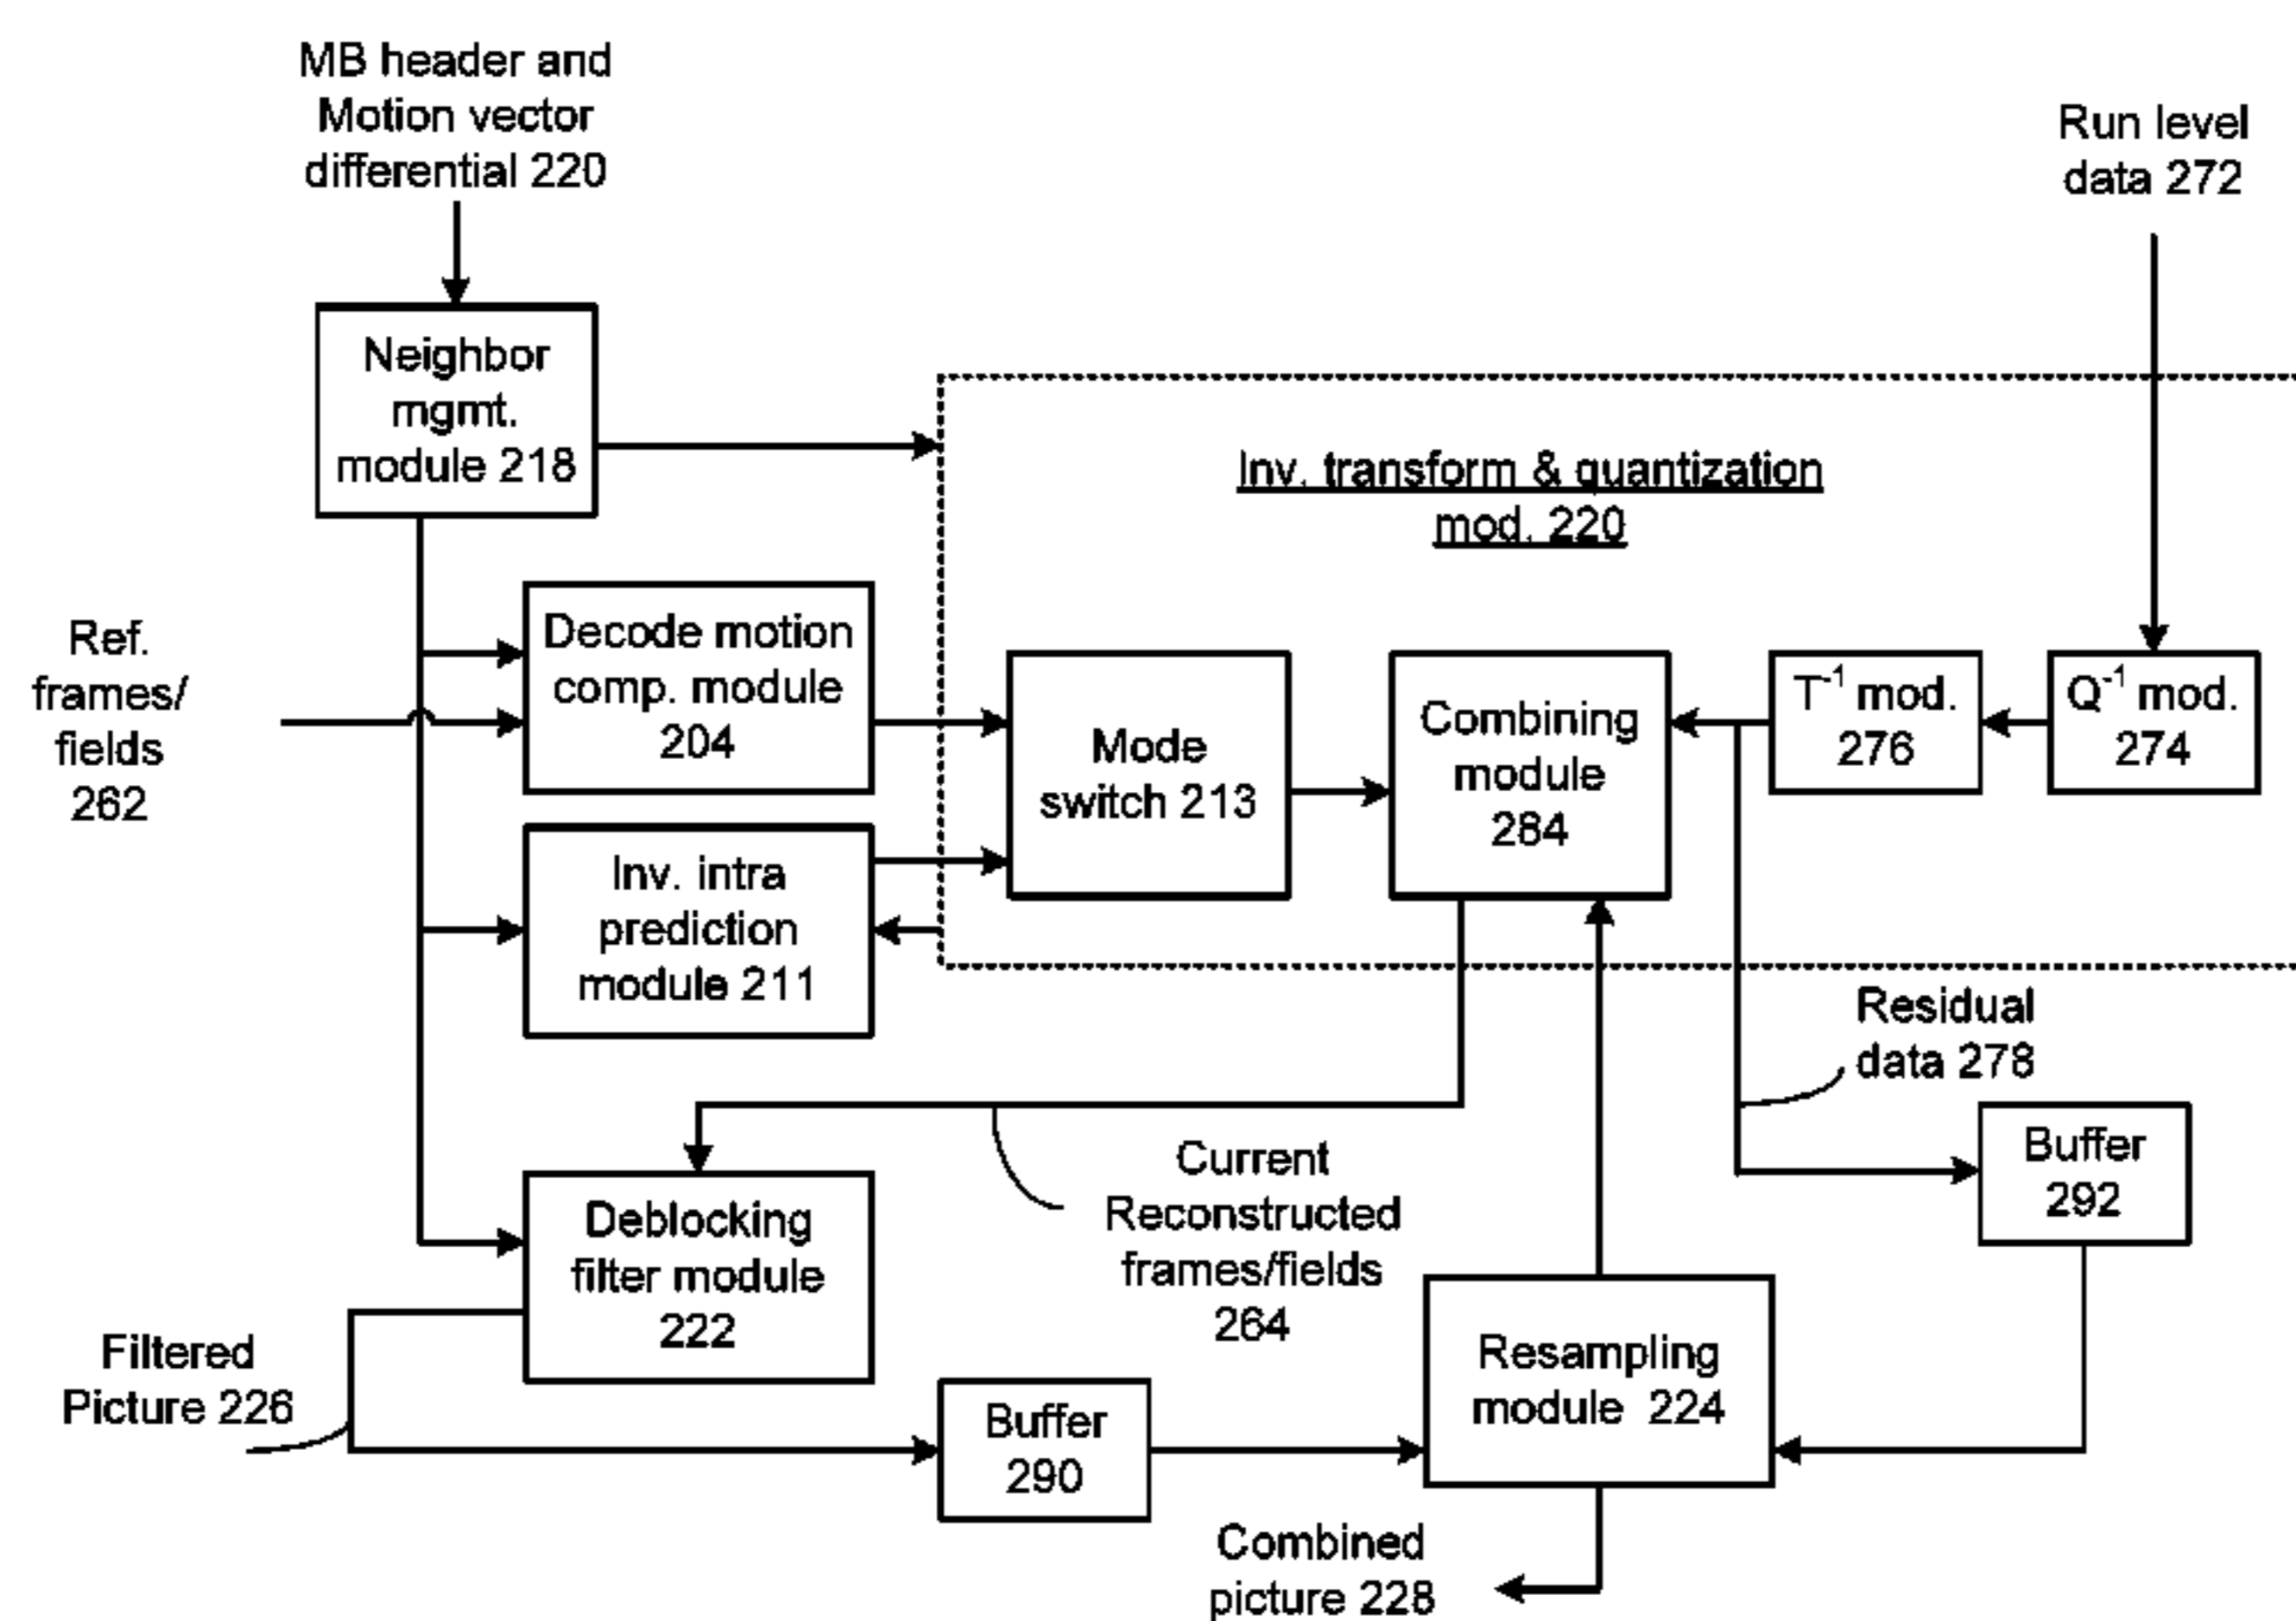 MB header and
Motion vector
differential 220
Run level
data 272
Neighbor
mgmt.
module 218
Inv. transform & quantization
mod. 220
Ref.
frames/
fields
262
Decode motion
comp. module
204
Mode
switch 213
Combining
module
284
T-1 mod.
276
Q-1 mod.
274
Inv. intra
prediction
module 211
Residual
data 278
Buffer
292
Current
Reconstructed
frames/fields
264
Deblocking
filter module
222
Filtered
Picture 226
Buffer
290
Resampling
module 224
Combined
picture 228